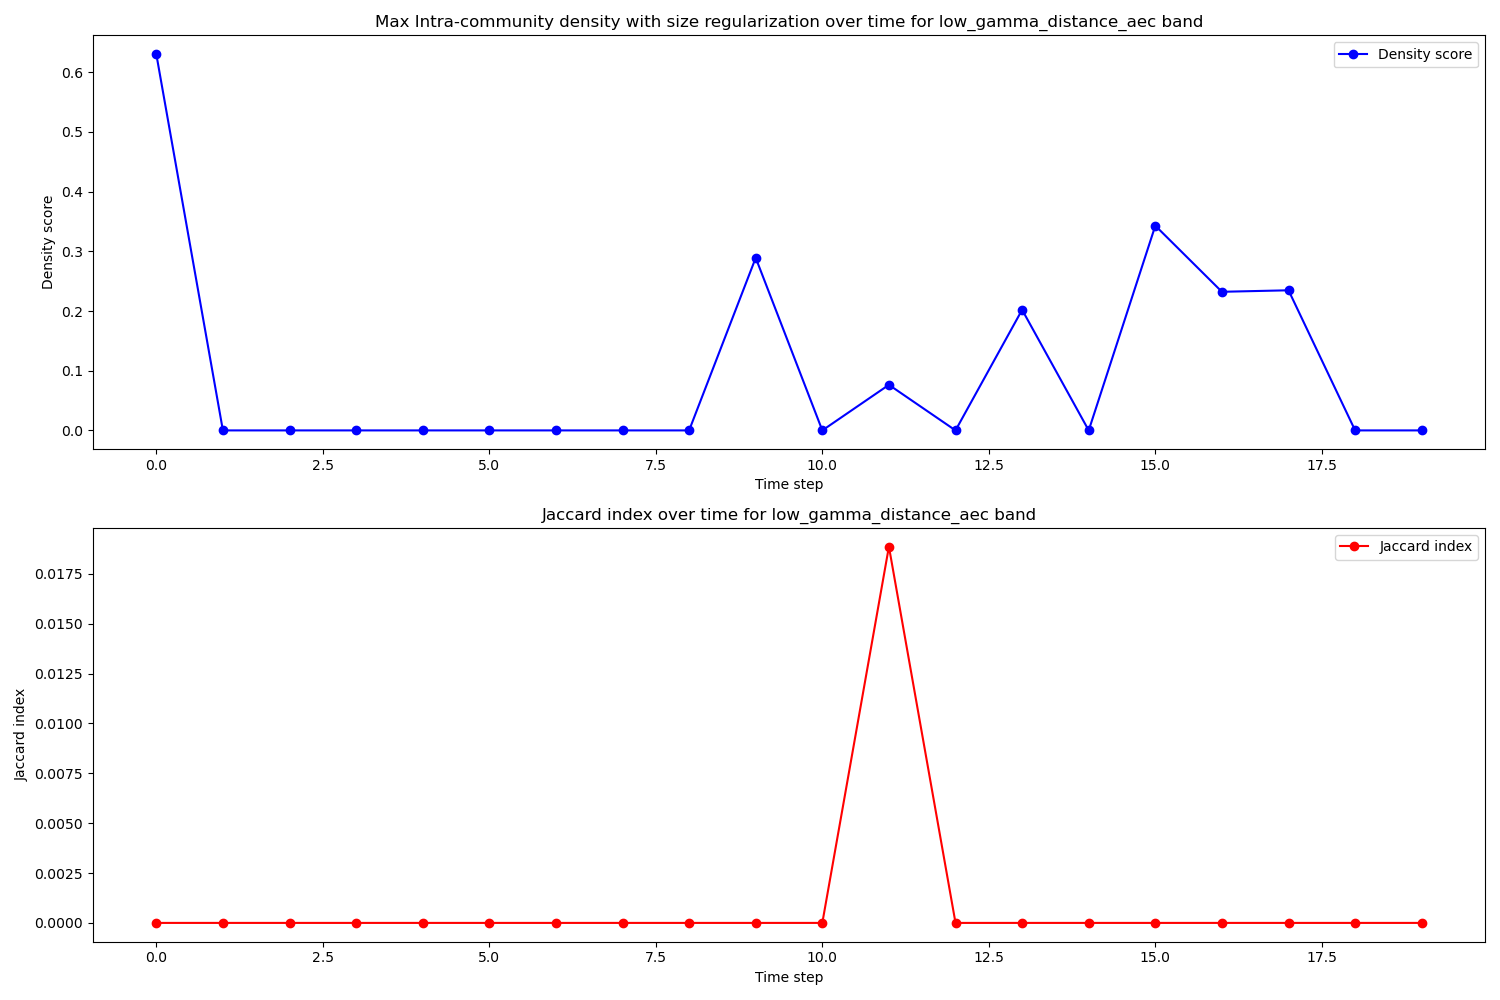 Max Intra-community density with size regularization over time for low_gamma_distance_aec band
Density score
0.6
0.5
0.4
0.3
0.2
0.1
0.0
Density score
0.0 2.5 5.0 7.5 10.0 12.5 15.0 17.5
Time step
Jaccard index over time for low_gamma_distance_aec band
Jaccard index
0.0175
0.0150
0.0125
0.0100
0.0075
0.0050
0.0025
0.0000
Jaccard index
0.0 2.5 5.0 7.5 10.0 12.5 15.0 17.5
Time step